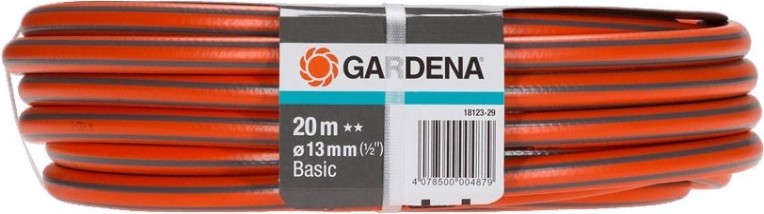 GARDENA
18123-29
20 m ★★
ø 13 mm (½")
Basic
4 078500 004879